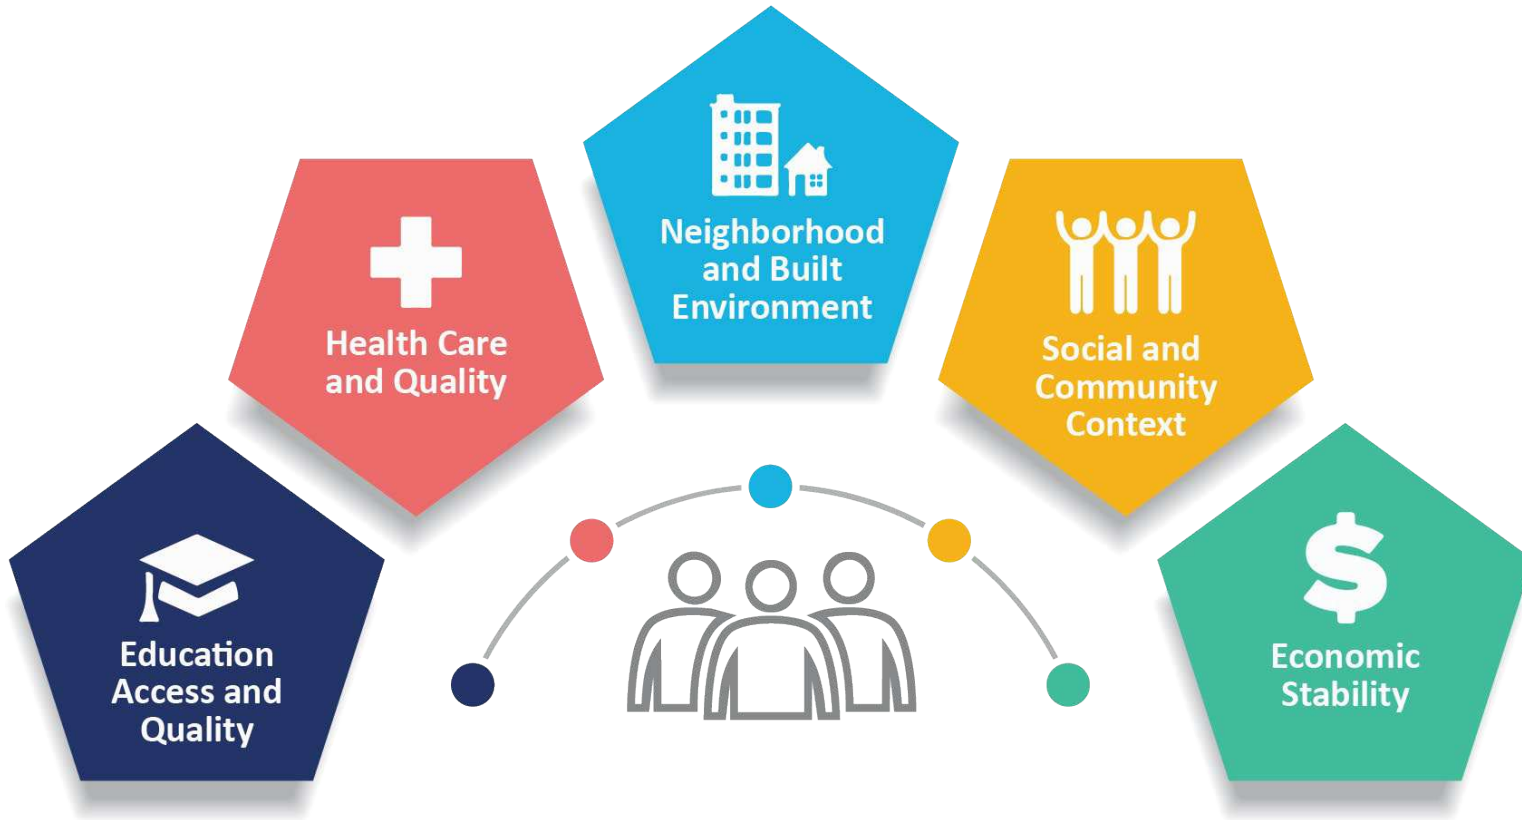 Education
Access and
Quality
Health Care
and Quality
Neighborhood
and Built
Environment
Social and
Community
Context
Economic
Stability